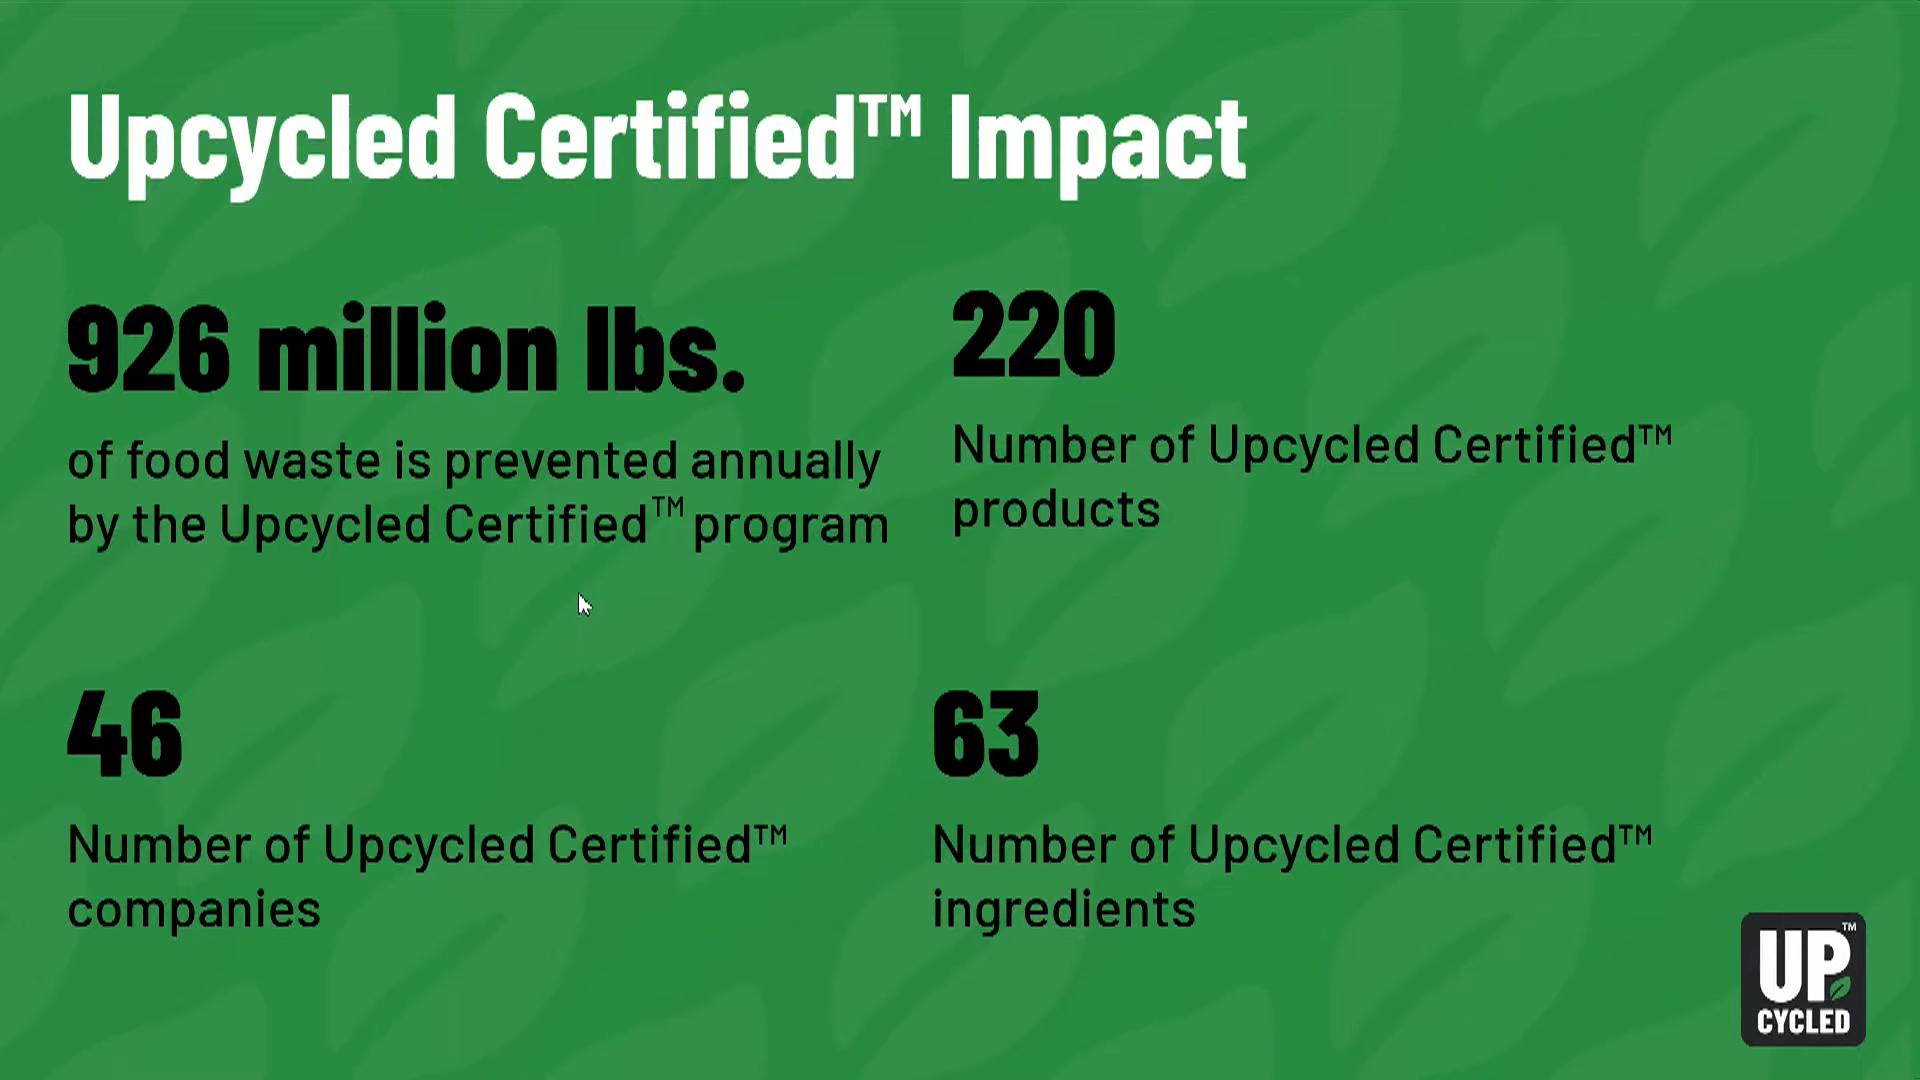 Upcycled Certified™ Impact
926 million lbs.
of food waste is prevented annually
by the Upcycled Certified™ program
220
Number of Upcycled Certified™
products
46
Number of Upcycled Certified™
companies
63
Number of Upcycled Certified™
ingredients
UP™
CYCLED